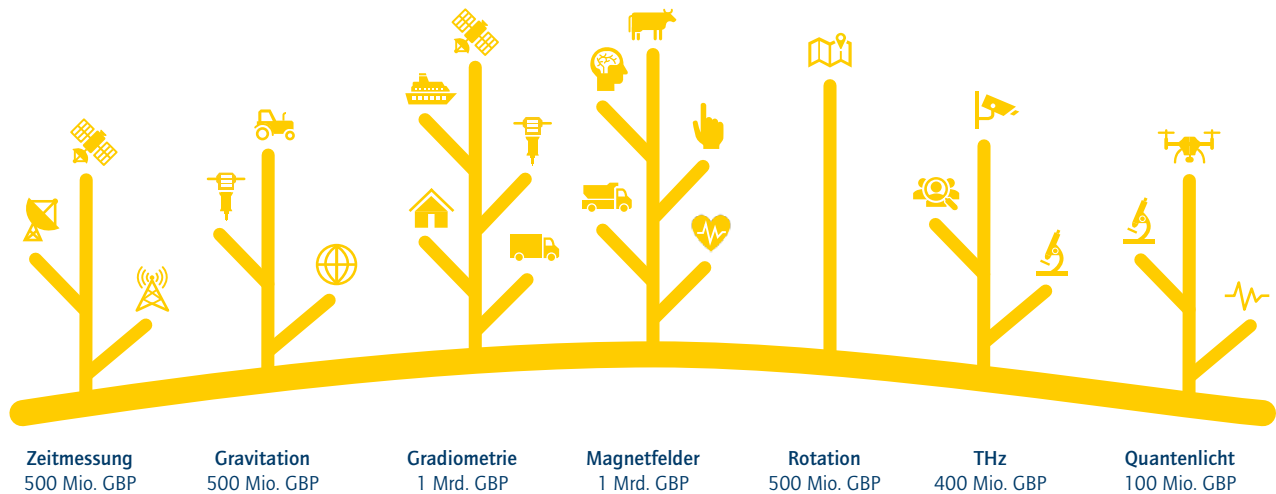 Zeitmessung
500 Mio. GBP
Gravitation
500 Mio. GBP
Gradiometrie
1 Mrd. GBP
Magnetfelder
1 Mrd. GBP
Rotation
500 Mio. GBP
THz
400 Mio. GBP
Quantenlicht
100 Mio. GBP